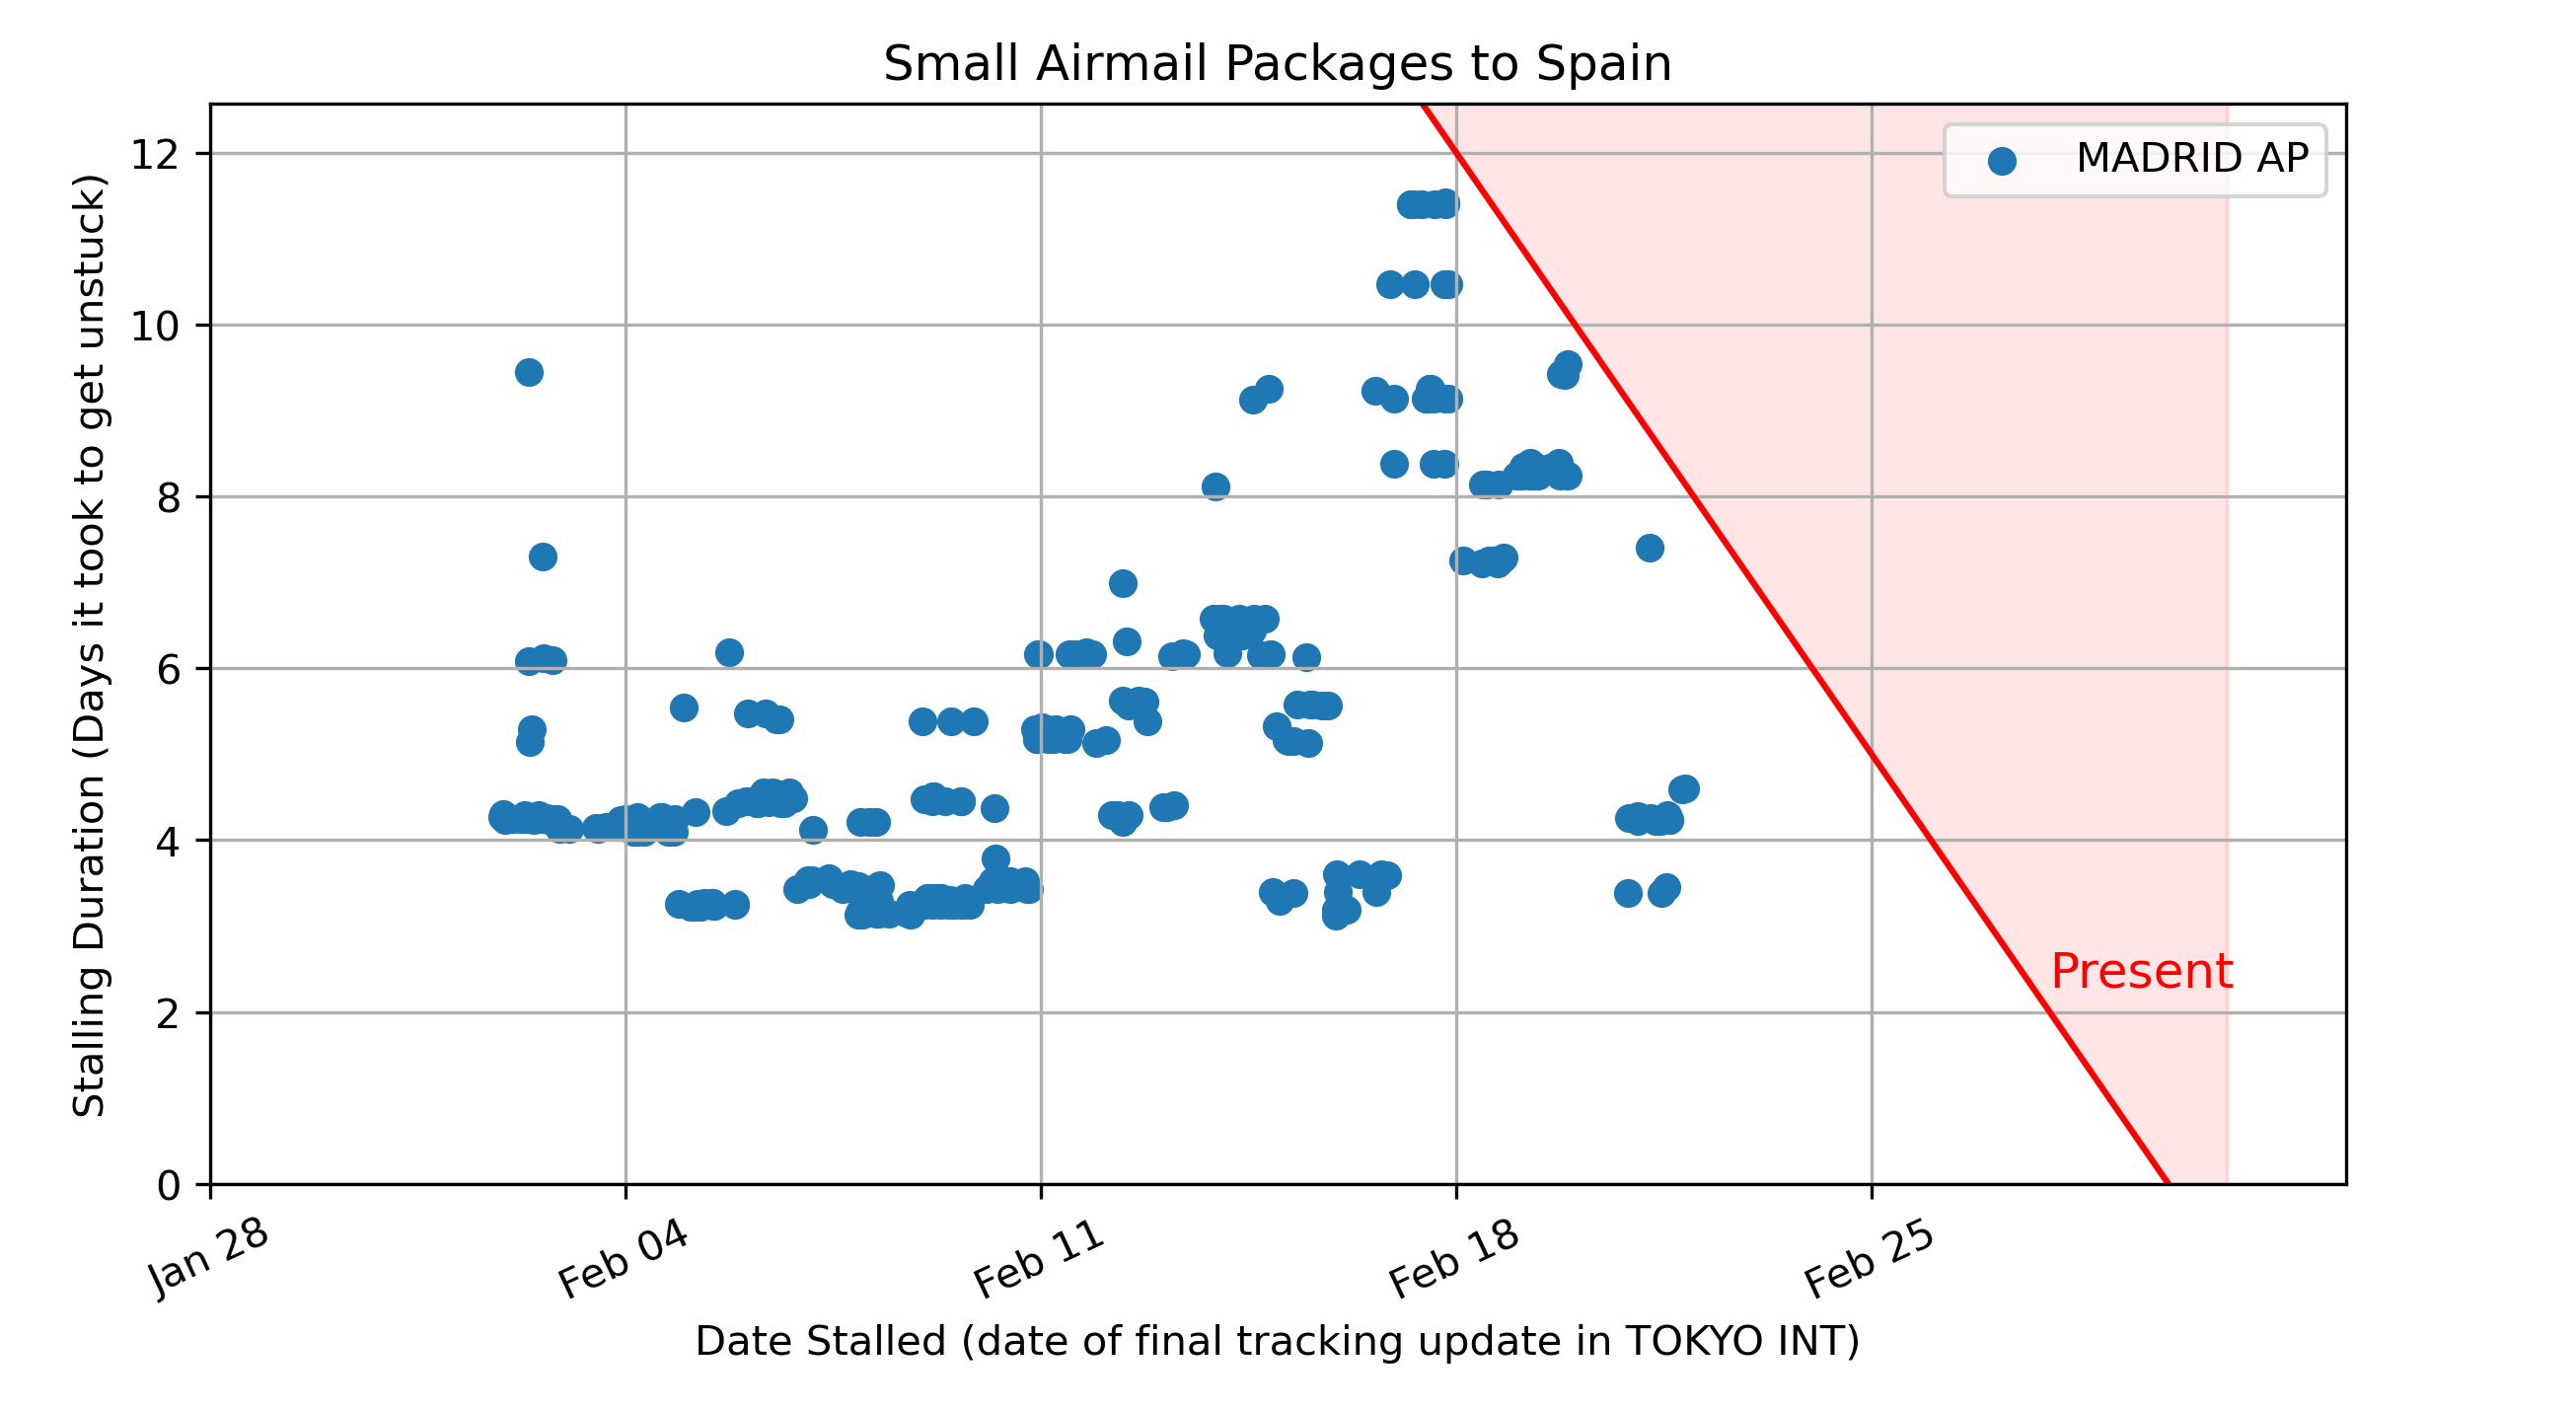 Small Airmail Packages to Spain
MADRID AP
Stalling Duration (Days it took to get unstuck)
12
10
8
6
4
2
0
Present
Jan 28
Feb 04
Feb 11
Feb 18
Feb 25
Date Stalled (date of final tracking update in TOKYO INT)